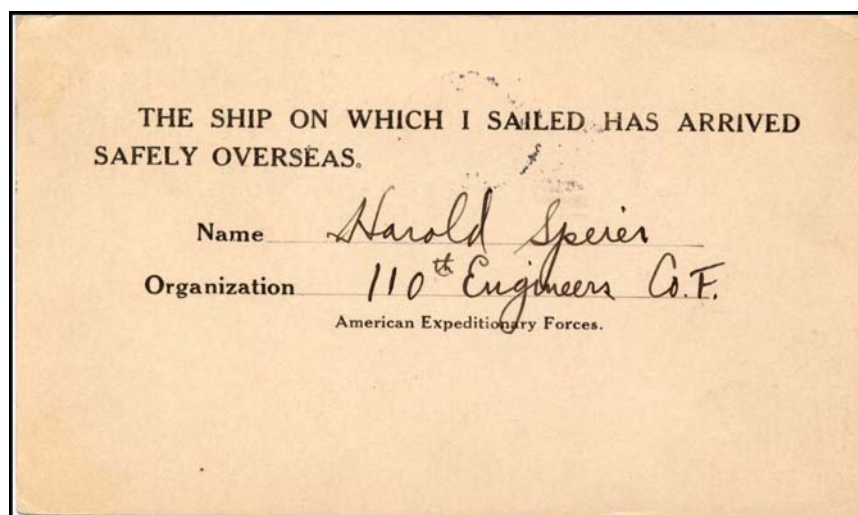 THE SHIP ON WHICH I SAILED HAS ARRIVED
SAFELY OVERSEAS.
Name Harold Speier
Organization 110th Engineers Co. F.
American Expeditionary Forces.